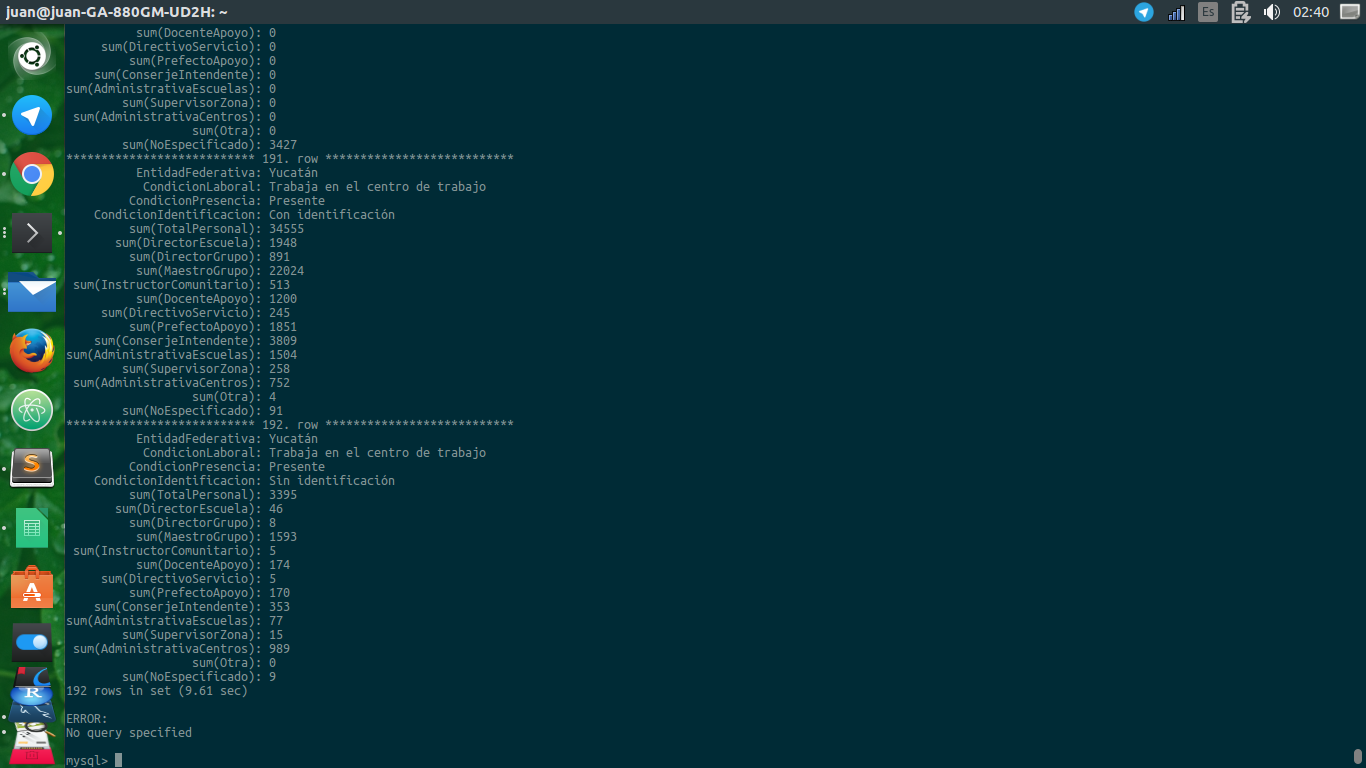 juan@juan-GA-880GM-UD2H: ~
Es
02:40
sum(DocenteApoyo): 0
sum(DirectivoServicio): 0
sum(PrefectoApoyo): 0
sum(ConserjeIntendente): 0
sum(AdministrativaEscuelas): 0
sum(SupervisorZona): 0
sum(AdministrativaCentros): 0
sum(Otra): 0
sum(NoEspecificado): 3427
*************************** 191. row ***************************
EntidadFederativa: Yucatán
CondicionLaboral: Trabaja en el centro de trabajo
CondicionPresencia: Presente
CondicionIdentificacion: Con identificación
sum(TotalPersonal): 34555
sum(DirectorEscuela): 1948
sum(DirectorGrupo): 891
sum(MaestroGrupo): 22024
sum(InstructorComunitario): 513
sum(DocenteApoyo): 1200
sum(DirectivoServicio): 245
sum(PrefectoApoyo): 1851
sum(ConserjeIntendente): 3809
sum(AdministrativaEscuelas): 1504
sum(SupervisorZona): 258
sum(AdministrativaCentros): 752
sum(Otra): 4
sum(NoEspecificado): 91
*************************** 192. row ***************************
EntidadFederativa: Yucatán
CondicionLaboral: Trabaja en el centro de trabajo
CondicionPresencia: Presente
CondicionIdentificacion: Sin identificación
sum(TotalPersonal): 3395
sum(DirectorEscuela): 46
sum(DirectorGrupo): 8
sum(MaestroGrupo): 1593
sum(InstructorComunitario): 5
sum(DocenteApoyo): 174
sum(DirectivoServicio): 5
sum(PrefectoApoyo): 170
sum(ConserjeIntendente): 353
sum(AdministrativaEscuelas): 77
sum(SupervisorZona): 15
sum(AdministrativaCentros): 989
sum(Otra): 0
sum(NoEspecificado): 9
192 rows in set (9.61 sec)
ERROR:
No query specified
mysql>
S
A
R